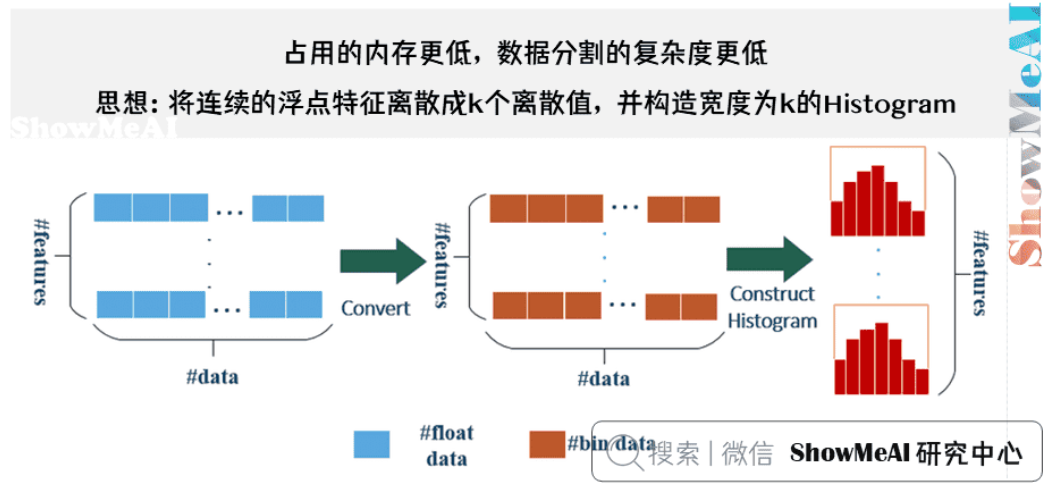 占用的内存更低，数据分割的复杂度更低
思想：将连续的浮点特征离散成k个离散值，并构造宽度为k的Histogram
ShowMeAI
ShowMeAI
#features
#data
Convert
#features
#data
Construct
Histogram
#features
#float
data
#bin data
搜索 | 微信 ShowMeAI 研究中心